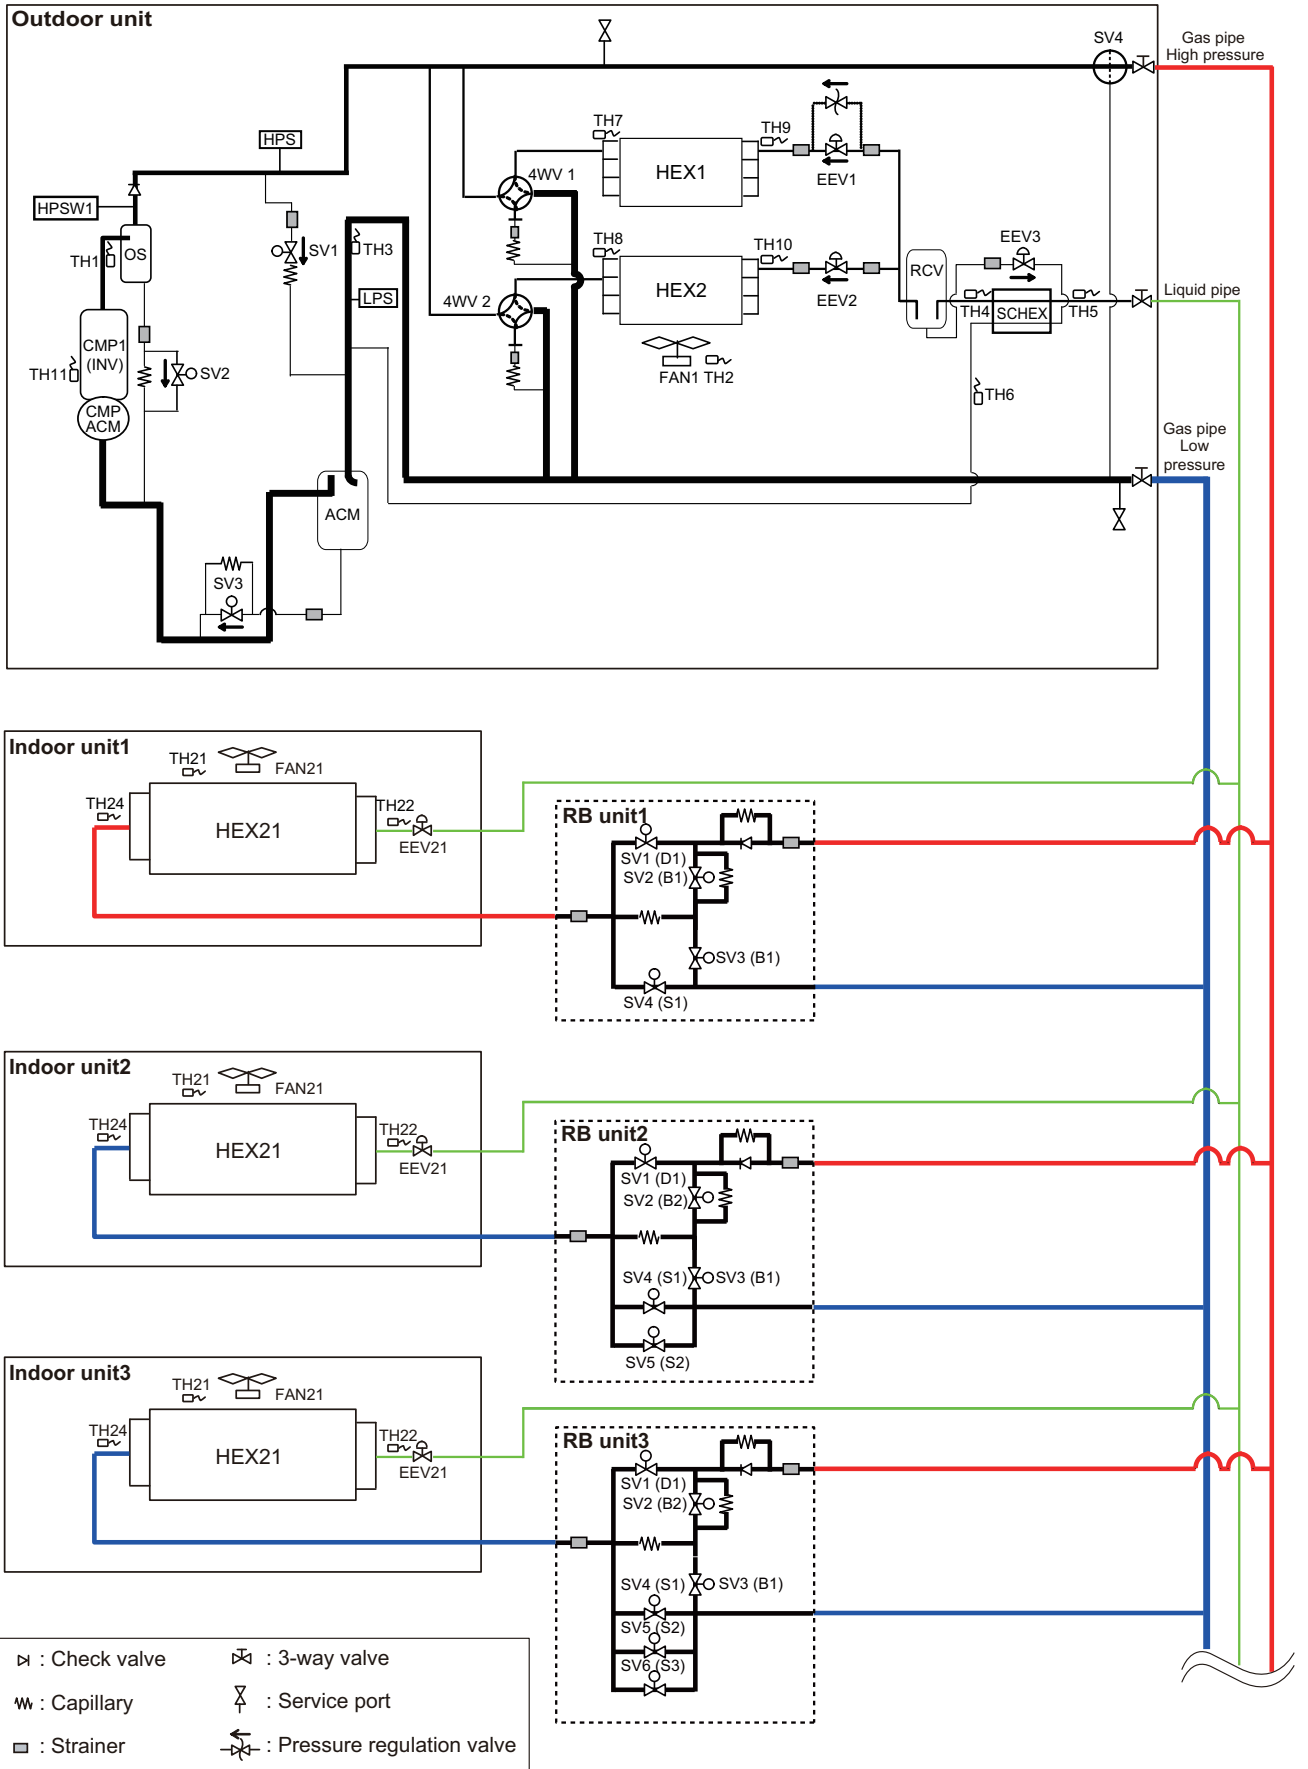 Outdoor unit
SV4
Gas pipe
High pressure
HPS
TH7
TH9
HEX1
EEV1
4WV 1
HPSW1
OS
TH1
SV1
TH3
LPS
TH8
TH10
HEX2
EEV2
4WV 2
EEV3
RCV
TH4
SCHEX
TH5
Liquid pipe
CMP1
(INV)
TH11
SV2
CMP
ACM
FAN1 TH2
TH6
Gas pipe
Low
pressure
ACM
SV3
Indoor unit1
TH21
FAN21
TH24
HEX21
TH22
EEV21
RB unit1
SV1 (D1)
SV2 (B1)
SV3 (B1)
SV4 (S1)
Indoor unit2
TH21
FAN21
TH24
HEX21
TH22
EEV21
RB unit2
SV1 (D1)
SV2 (B2)
SV4 (S1)
SV3 (B1)
SV5 (S2)
Indoor unit3
TH21
FAN21
TH24
HEX21
TH22
EEV21
RB unit3
SV1 (D1)
SV2 (B2)
SV4 (S1)
SV3 (B1)
SV5 (S2)
SV6 (S3)
: Check valve
: 3-way valve
: Capillary
: Service port
: Strainer
: Pressure regulation valve